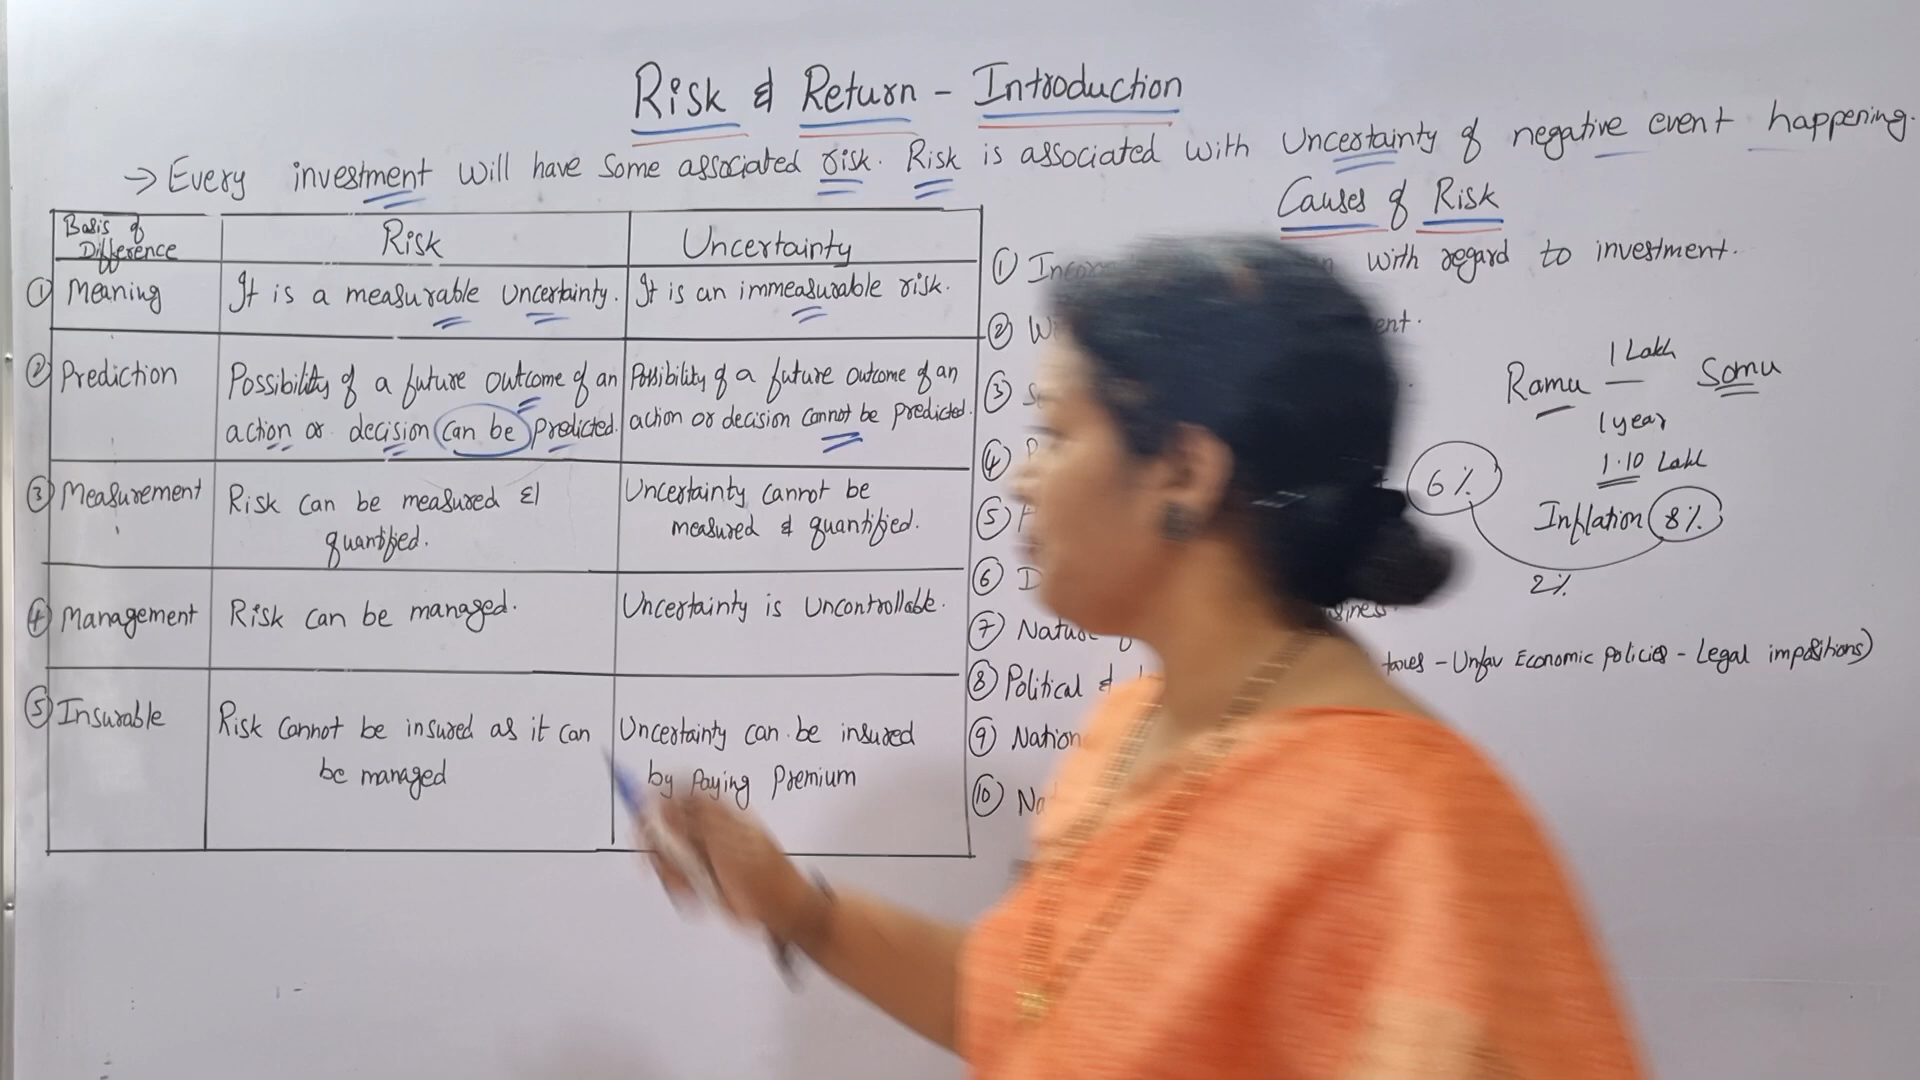 Risk & Return - Introduction
→ Every investment will have some associated risk. Risk is associated with Uncertainty of negative event happening.
Basis of Difference
Risk
Uncertainty
① Meaning
It is a measurable uncertainty.
It is an immeasurable risk.
② Prediction
Possibility of a future outcome of an
action or decision can be predicted.
Possibility of a future outcome of an
action or decision cannot be predicted.
③ Measurement
Risk can be measured &
quantified.
Uncertainty cannot be
measured & quantified.
④ Management
Risk can be managed.
Uncertainty is uncontrollable.
⑤ Insurable
Risk cannot be insured as it can
be managed
Uncertainty can be insured
by paying premium
Causes of Risk
① with regard to investment.
②
③
④
⑤
⑥
⑦ Nature of
⑧ Political & taxes - Unfav Economic policies - Legal impositions)
⑨
⑩
Ramu 1 Lakh Somu
1 year
1.10 Lakh
6% Inflation 8%
2%